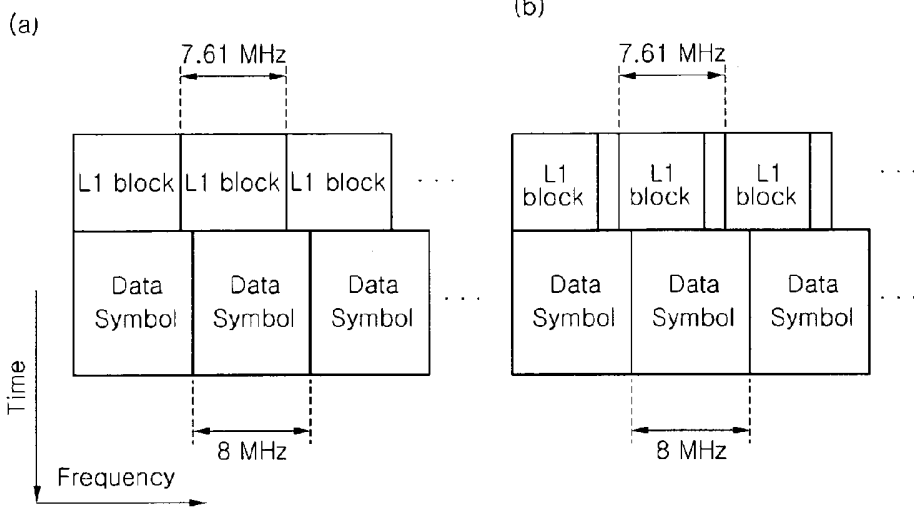 (a)
7.61 MHz
L1 block L1 block L1 block . . .
Data Symbol
Data Symbol
Data Symbol
. . .
8 MHz
Time
Frequency
(b)
7.61 MHz
L1 block
L1 block
L1 block
. . .
Data Symbol
Data Symbol
Data Symbol
. . .
8 MHz